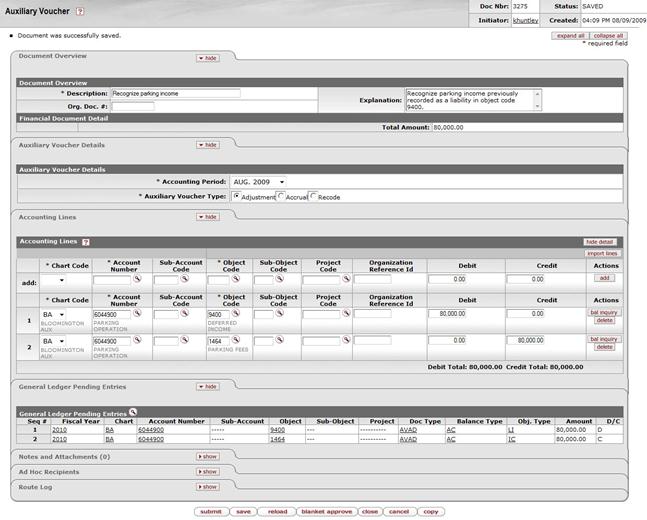 Auxiliary Voucher ?
Doc Nbr: 3275 Status: SAVED
Initiator: khuntley Created: 04:09 PM 08/09/2009
Document was successfully saved.
expand all collapse all
* required field
Document Overview hide
Document Overview
* Description: Recognize parking income
Explanation: Recognize parking income previously
recorded as a liability in object code
9400.
Org. Doc. #:
Financial Document Detail
Total Amount: 80,000.00
Auxiliary Voucher Details hide
Auxiliary Voucher Details
* Accounting Period: AUG. 2009
* Auxiliary Voucher Type: Adjustment Accrual Recode
Accounting Lines hide
Accounting Lines ? hide detail
import lines
* Chart Code * Account Number Sub-Account Code * Object Code Sub-Object Code Project Code Organization Reference Id Debit Credit Actions
add: 0.00 0.00 add
* Chart Code * Account Number Sub-Account Code * Object Code Sub-Object Code Project Code Organization Reference Id Debit Credit Actions
1 BA 6044900 9400 80,000.00 0.00 bal inquiry
BLOOMINGTON AUX PARKING OPERATION DEFERRED INCOME delete
2 BA 6044900 1464 0.00 80,000.00 bal inquiry
BLOOMINGTON AUX PARKING OPERATION PARKING FEES delete
Debit Total: 80,000.00 Credit Total: 80,000.00
General Ledger Pending Entries hide
General Ledger Pending Entries
Seq # Fiscal Year Chart Account Number Sub-Account Object Sub-Object Project Doc Type Balance Type Obj. Type Amount D/C
1 2010 BA 6044900 ----- 9400 --- ---------- AVAD AC LI 80,000.00 D
2 2010 BA 6044900 ----- 1464 --- ---------- AVAD AC IC 80,000.00 C
Notes and Attachments (0) show
Ad Hoc Recipients show
Route Log show
submit save reload blanket approve close cancel copy